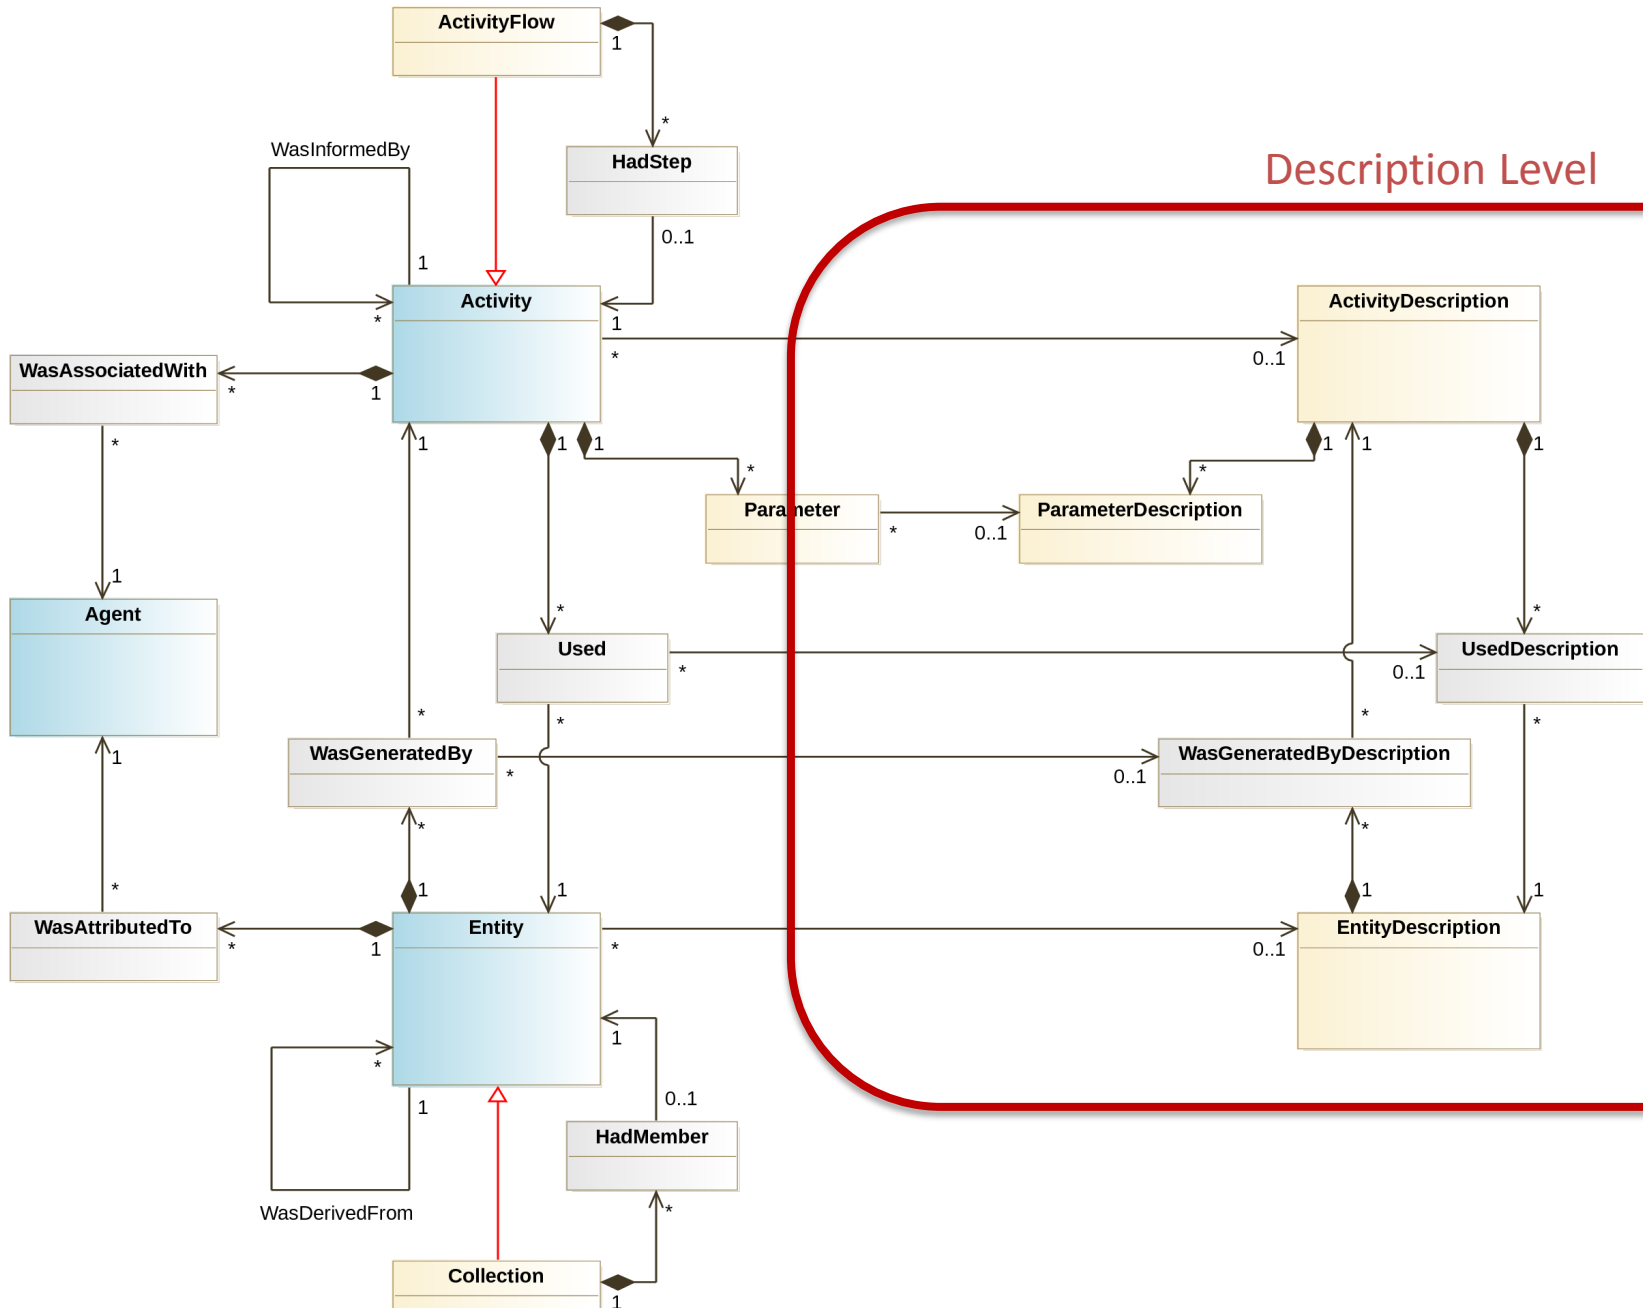 ActivityFlow
1
*
WasInformedBy
HadStep
Description Level
0..1
1
Activity
ActivityDescription
*
1
*
0..1
WasAssociatedWith
*
1
*
1
1
1
1
1
*
*
Parameter
ParameterDescription
*
0..1
1
Agent
*
*
Used
UsedDescription
*
0..1
*
*
*
*
1
WasGeneratedBy
WasGeneratedByDescription
*
0..1
*
*
*
1
1
1
1
WasAttributedTo
Entity
EntityDescription
*
1
*
0..1
1
*
0..1
1
HadMember
WasDerivedFrom
*
Collection
1